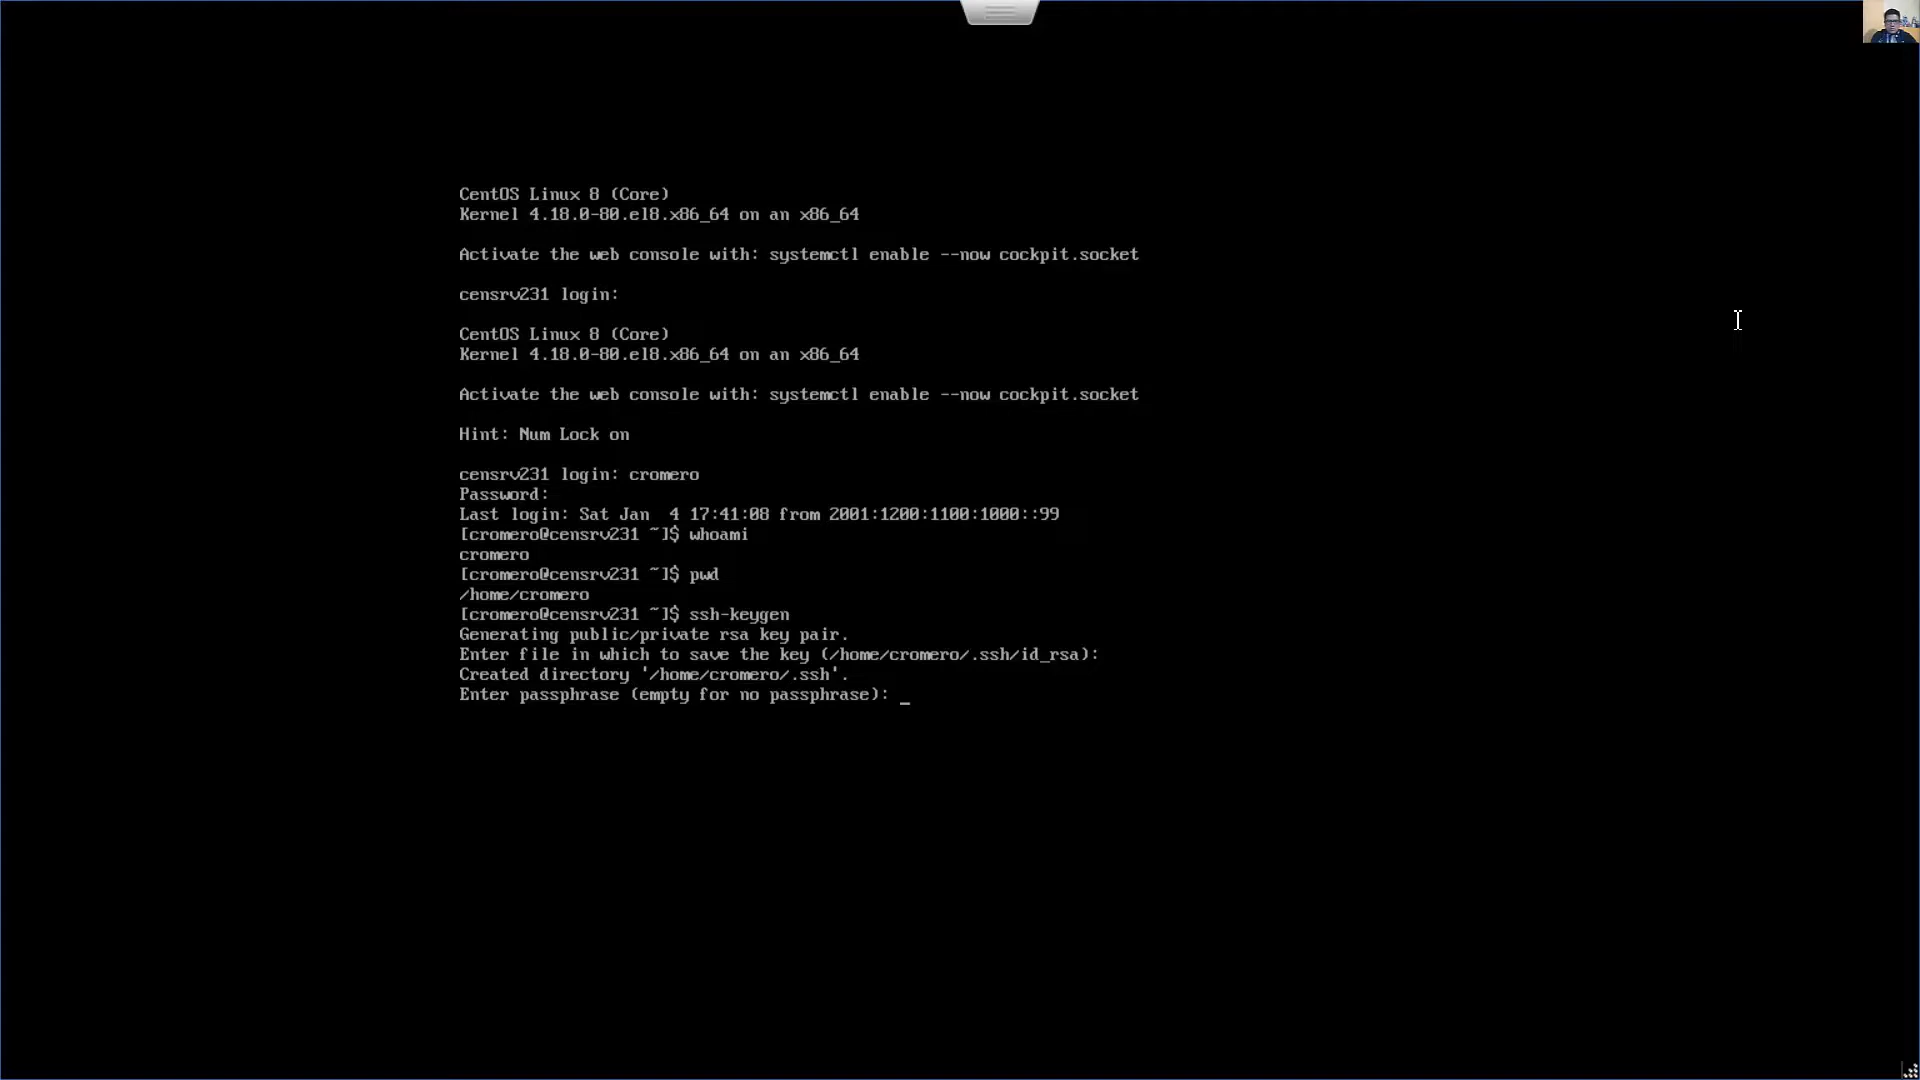 CentOS Linux 8 (Core)
Kernel 4.18.0-80.el8.x86_64 on an x86_64
Activate the web console with: systemctl enable --now cockpit.socket
censrv231 login:
CentOS Linux 8 (Core)
Kernel 4.18.0-80.el8.x86_64 on an x86_64
Activate the web console with: systemctl enable --now cockpit.socket
Hint: Num Lock on
censrv231 login: cromero
Password:
Last login: Sat Jan  4 17:41:08 from 2001:1200:1100:1000::99
[cromero@censrv231 ~]$ whoami
cromero
[cromero@censrv231 ~]$ pwd
/home/cromero
[cromero@censrv231 ~]$ ssh-keygen
Generating public/private rsa key pair.
Enter file in which to save the key (/home/cromero/.ssh/id_rsa):
Created directory '/home/cromero/.ssh'.
Enter passphrase (empty for no passphrase): _